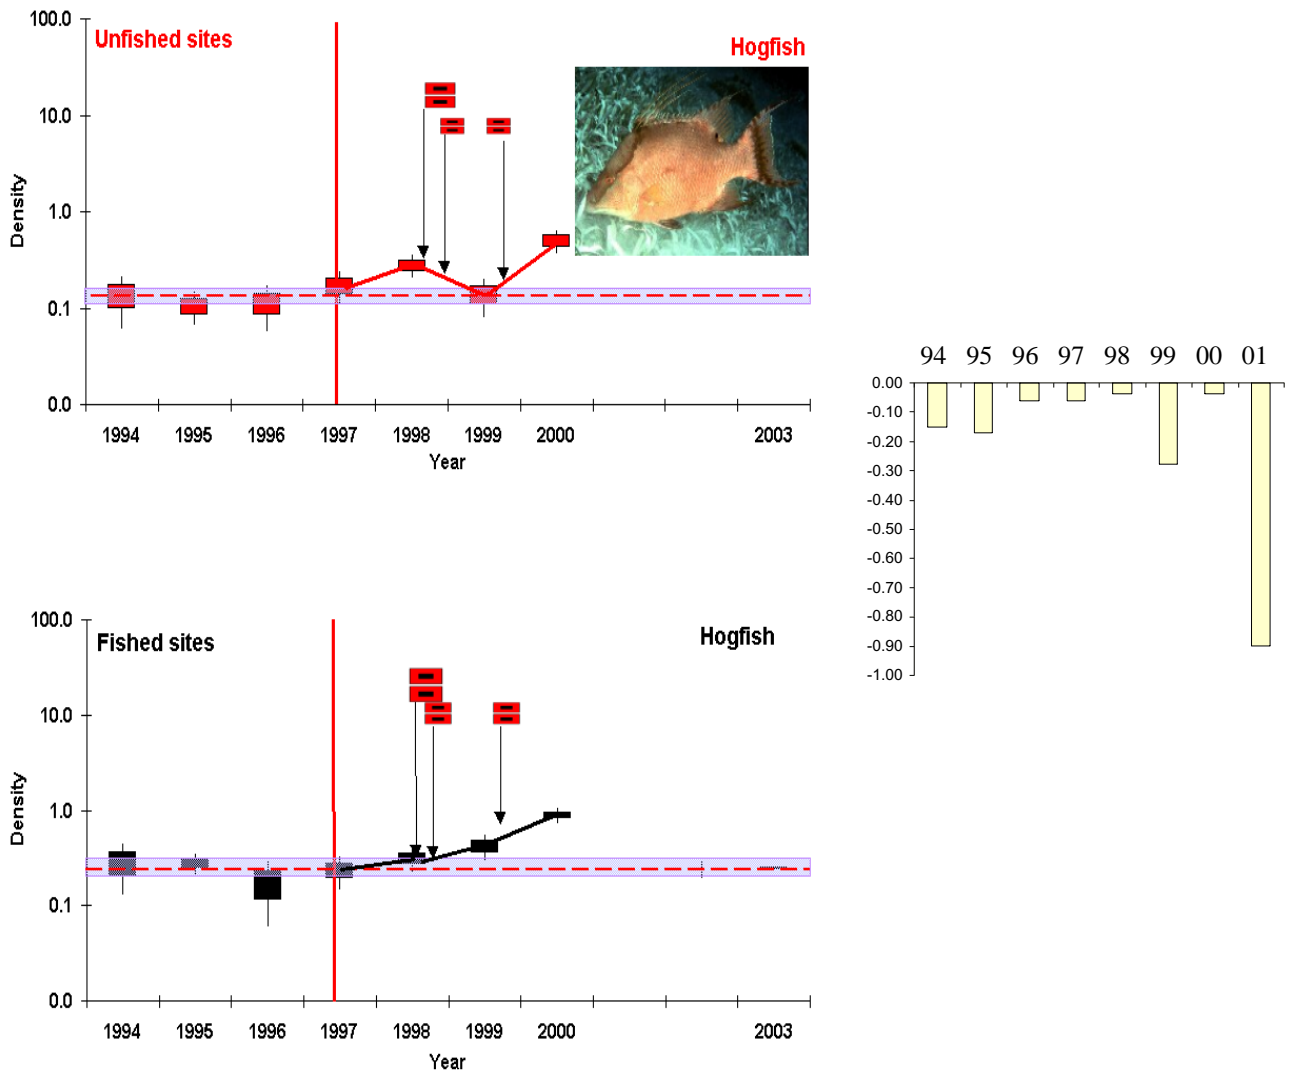 Unfished sites
Hogfish
100.0
10.0
1.0
0.1
0.0
Density
1994 1995 1996 1997 1998 1999 2000 2003
Year
94 95 96 97 98 99 00 01
0.00
-0.10
-0.20
-0.30
-0.40
-0.50
-0.60
-0.70
-0.80
-0.90
-1.00
Fished sites
Hogfish
100.0
10.0
1.0
0.1
0.0
Density
1994 1995 1996 1997 1998 1999 2000 2003
Year